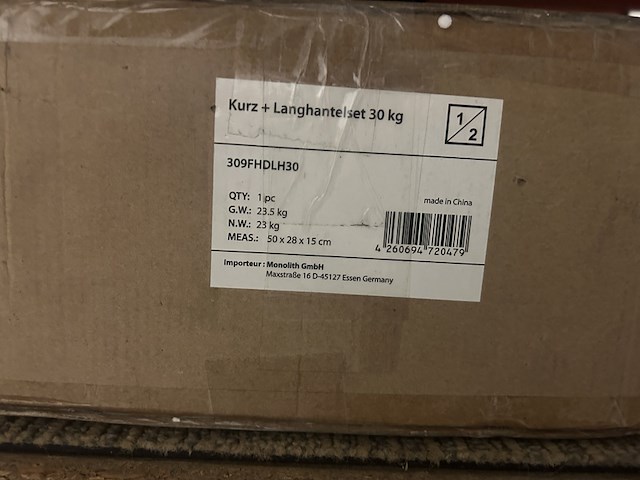 Kurz + Langhantelset 30 kg
1/2
309FHDLH30
QTY: 1 pc
G.W.: 23.5 kg
N.W.: 23 kg
MEAS.: 50 x 28 x 15 cm
made in China
4 260694 720479
Importeur : Monolith GmbH
Maxstraße 16 D-45127 Essen Germany